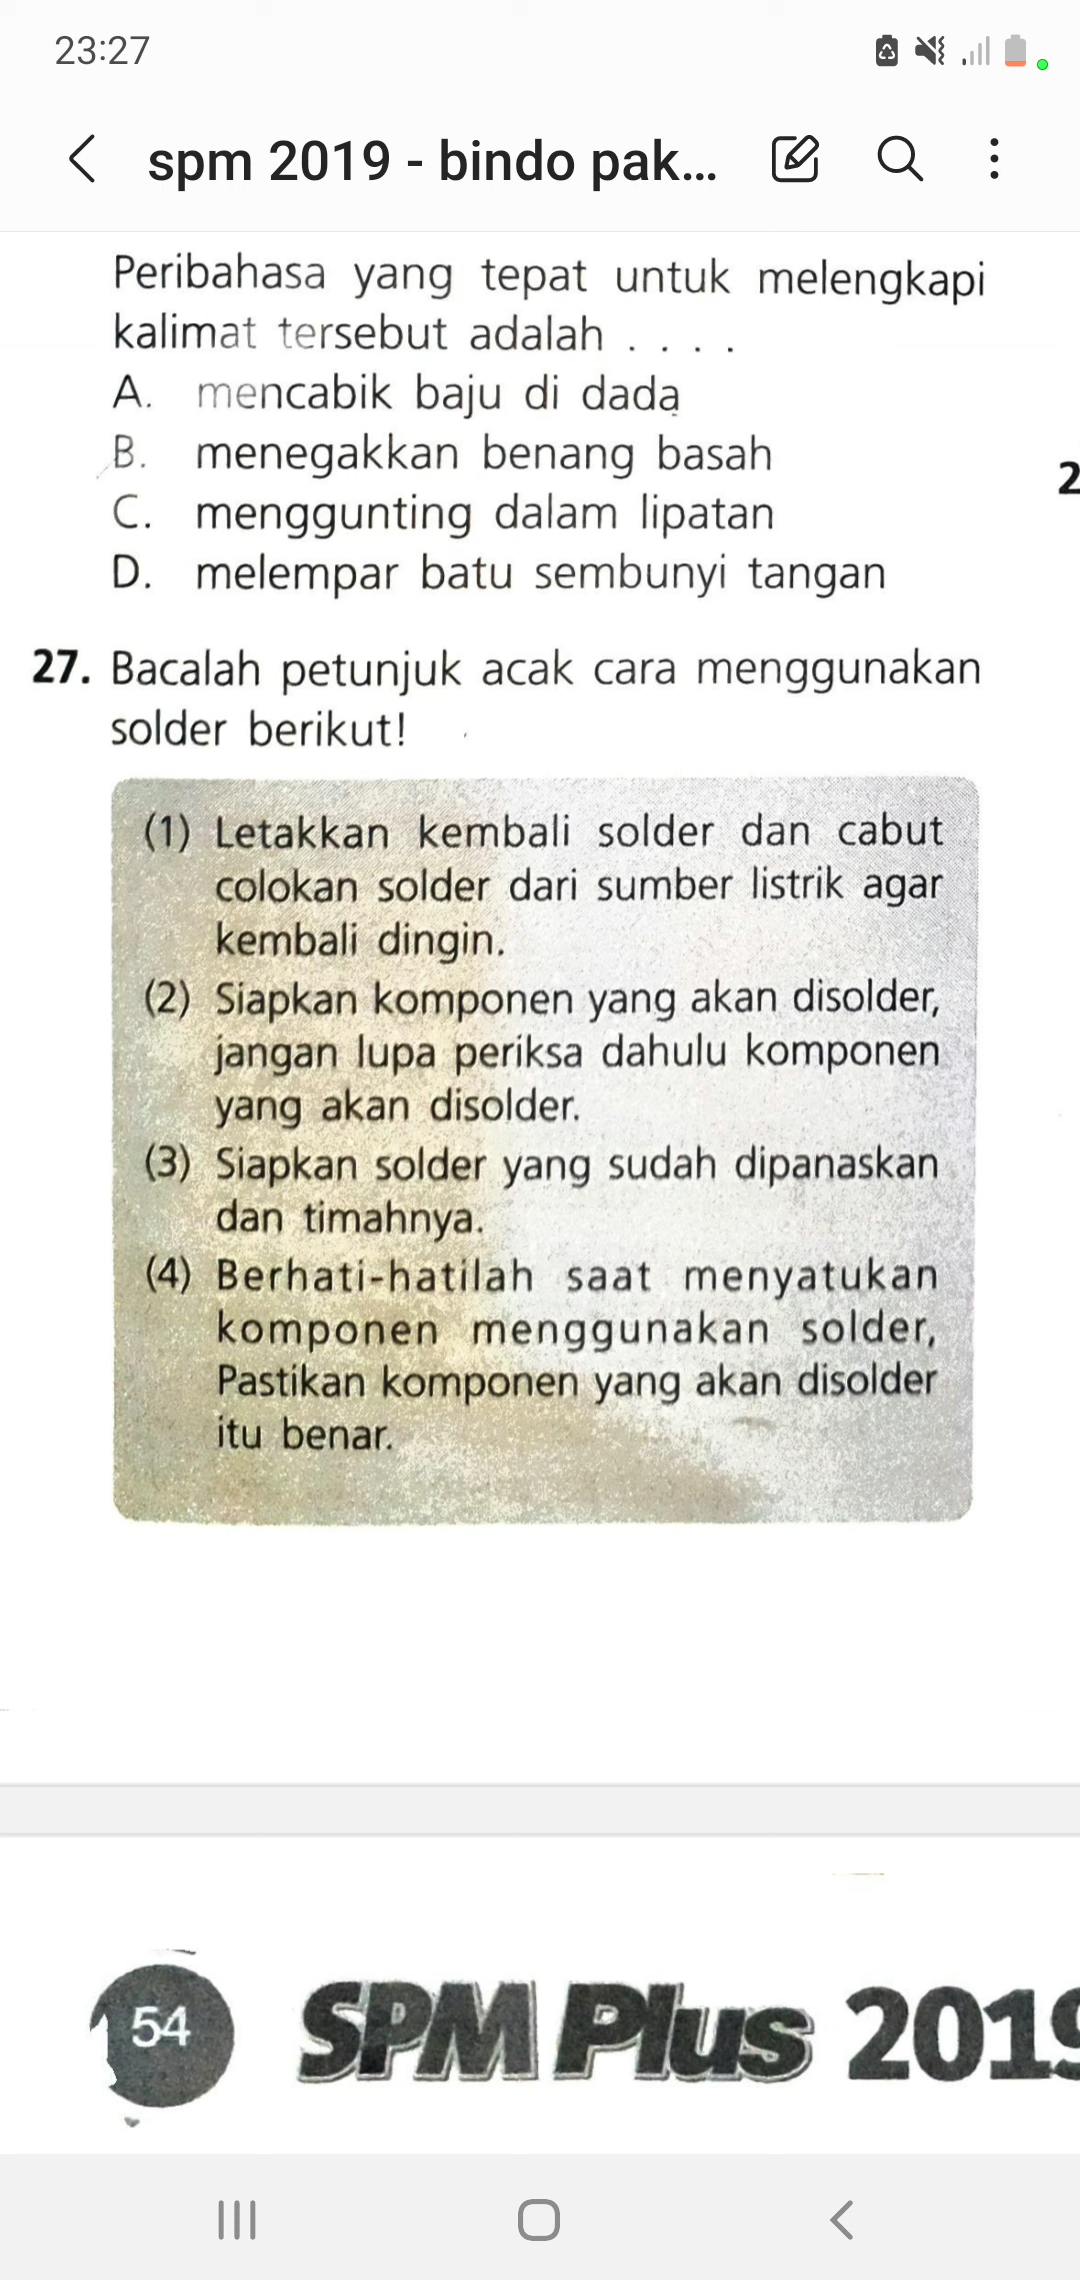 23:27
spm 2019 - bindo pak...
Peribahasa yang tepat untuk melengkapi
kalimat tersebut adalah . . . .
A. mencabik baju di dada
B. menegakkan benang basah
C. menggunting dalam lipatan
D. melempar batu sembunyi tangan
2
27. Bacalah petunjuk acak cara menggunakan
solder berikut!
(1) Letakkan kembali solder dan cabut
colokan solder dari sumber listrik agar
kembali dingin.
(2) Siapkan komponen yang akan disolder,
jangan lupa periksa dahulu komponen
yang akan disolder.
(3) Siapkan solder yang sudah dipanaskan
dan timahnya.
(4) Berhati-hatilah saat menyatukan
komponen menggunakan solder,
Pastikan komponen yang akan disolder
itu benar.
54
SPM Plus 2019